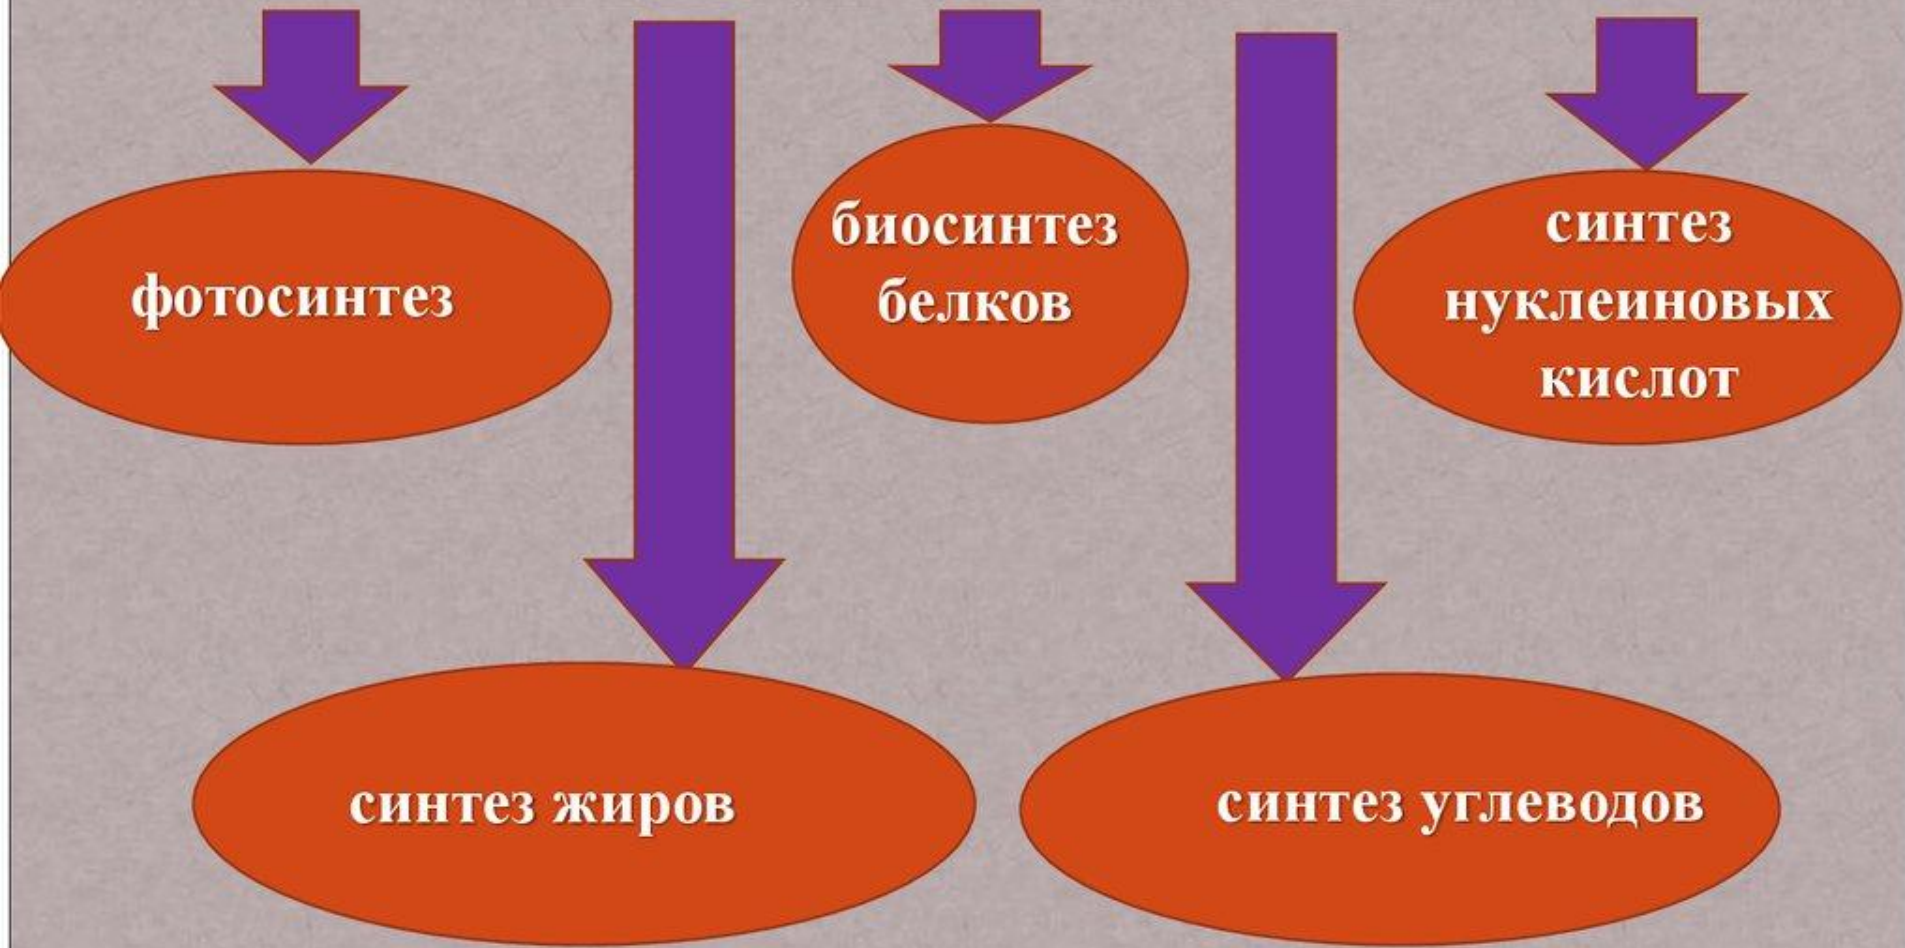 фотосинтез
биосинтез
белков
синтез
нуклеиновых
кислот
синтез жиров
синтез углеводов